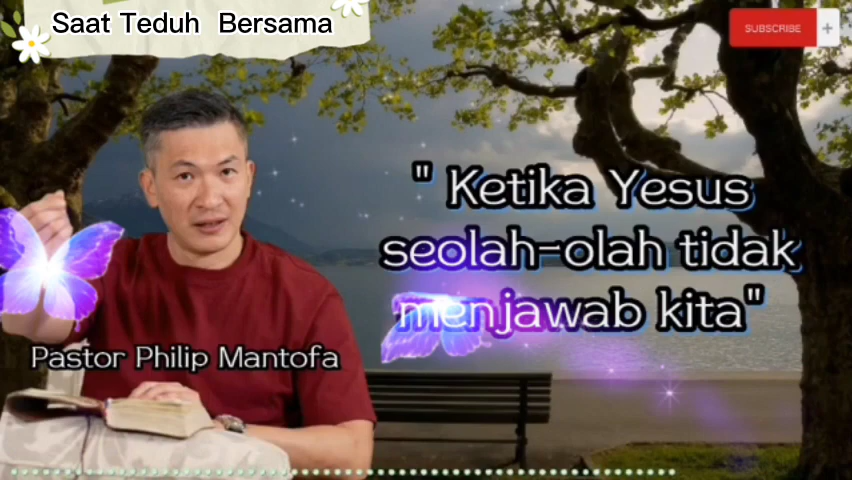 Saat Teduh Bersama
SUBSCRIBE +
" Ketika Yesus
seolah-olah tidak
menjawab kita"
Pastor Philip Mantofa